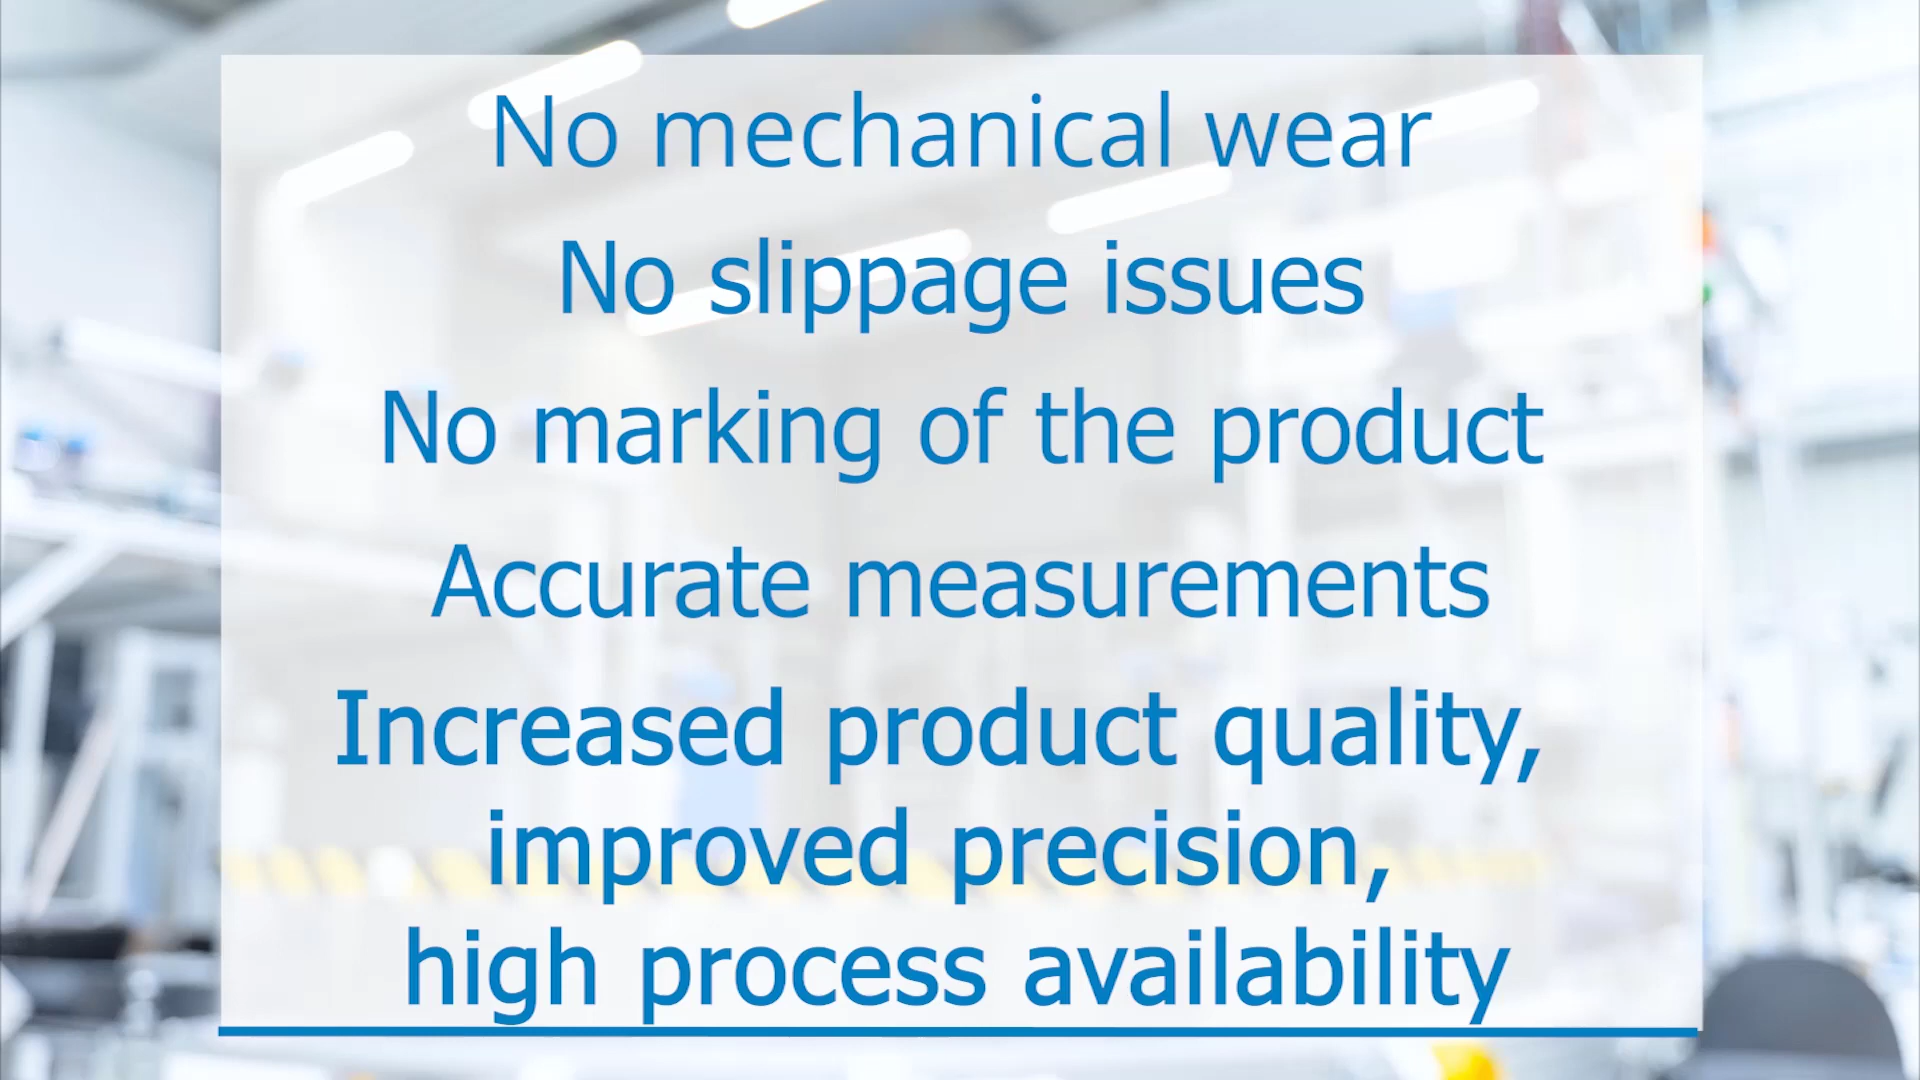 No mechanical wear
No slippage issues
No marking of the product
Accurate measurements
Increased product quality,
improved precision,
high process availability